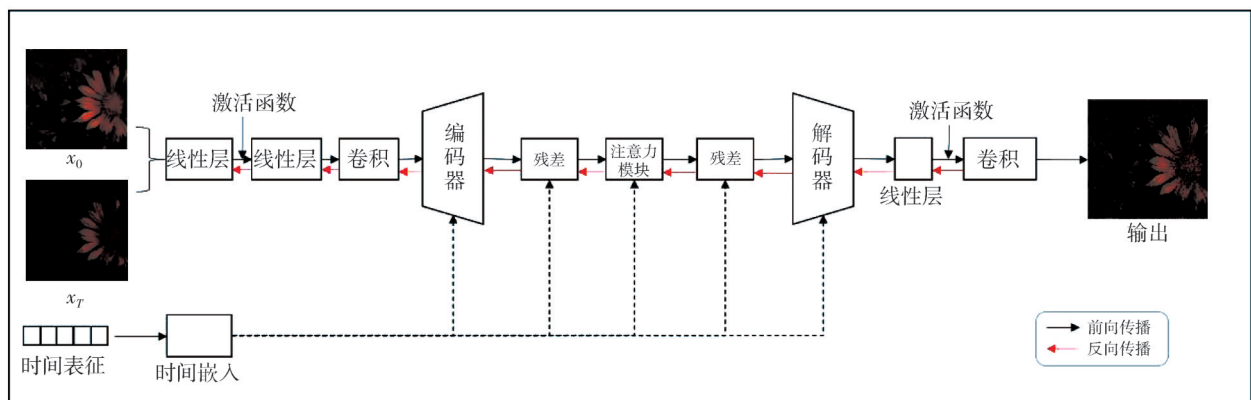 x₀
x_T
时间表征
时间嵌入
激活函数
线性层
线性层
卷积
编码器
残差
注意力
模块
残差
解码器
线性层
激活函数
卷积
输出
前向传播
反向传播